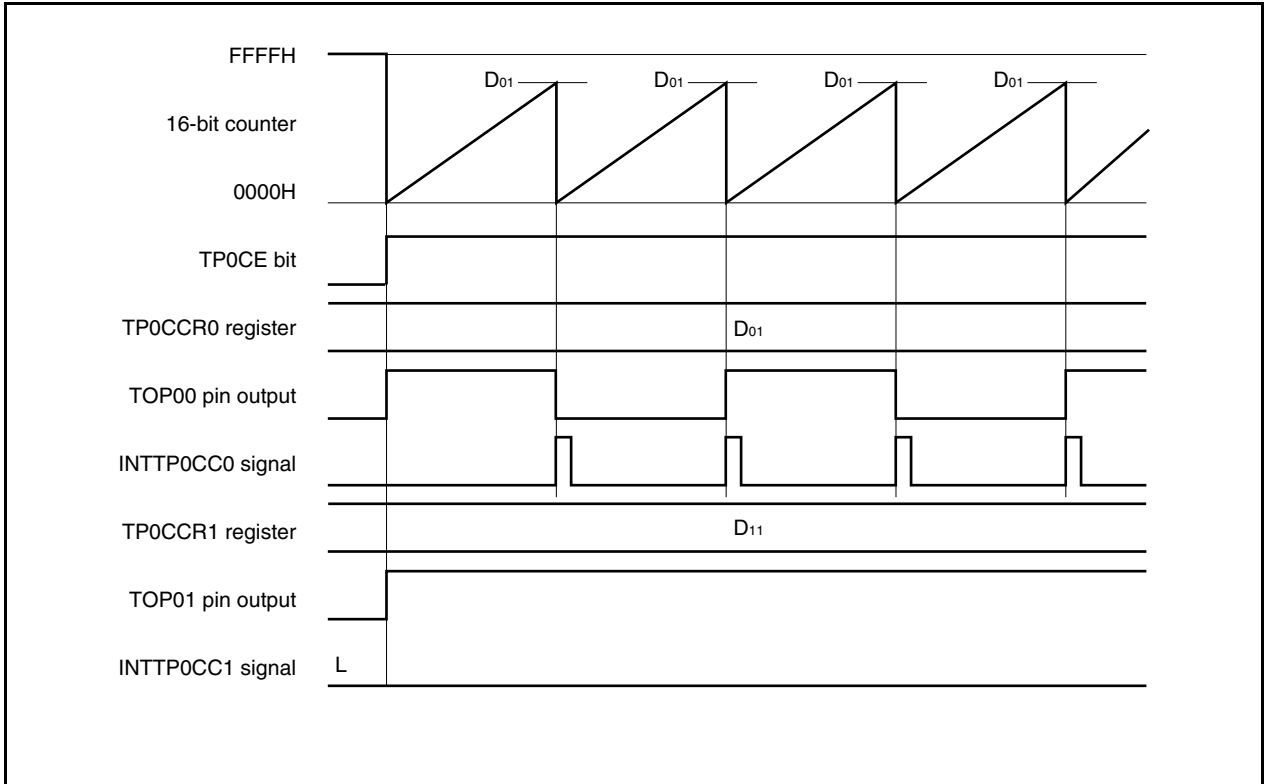 FFFFH
D01 D01 D01 D01
16-bit counter
0000H
TP0CE bit
TP0CCR0 register D01
TOP00 pin output
INTTP0CC0 signal
TP0CCR1 register D11
TOP01 pin output
INTTP0CC1 signal L